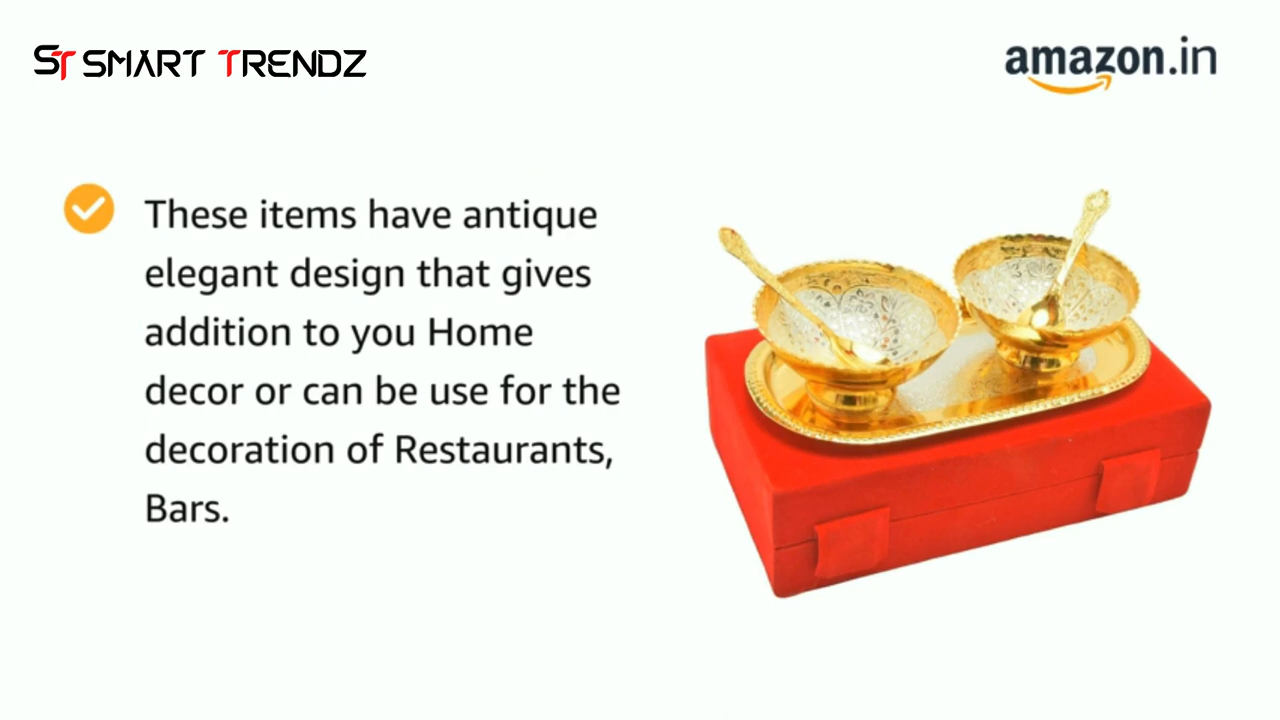 ST SMART TRENDZ
amazon.in
These items have antique
elegant design that gives
addition to you Home
decor or can be use for the
decoration of Restaurants,
Bars.